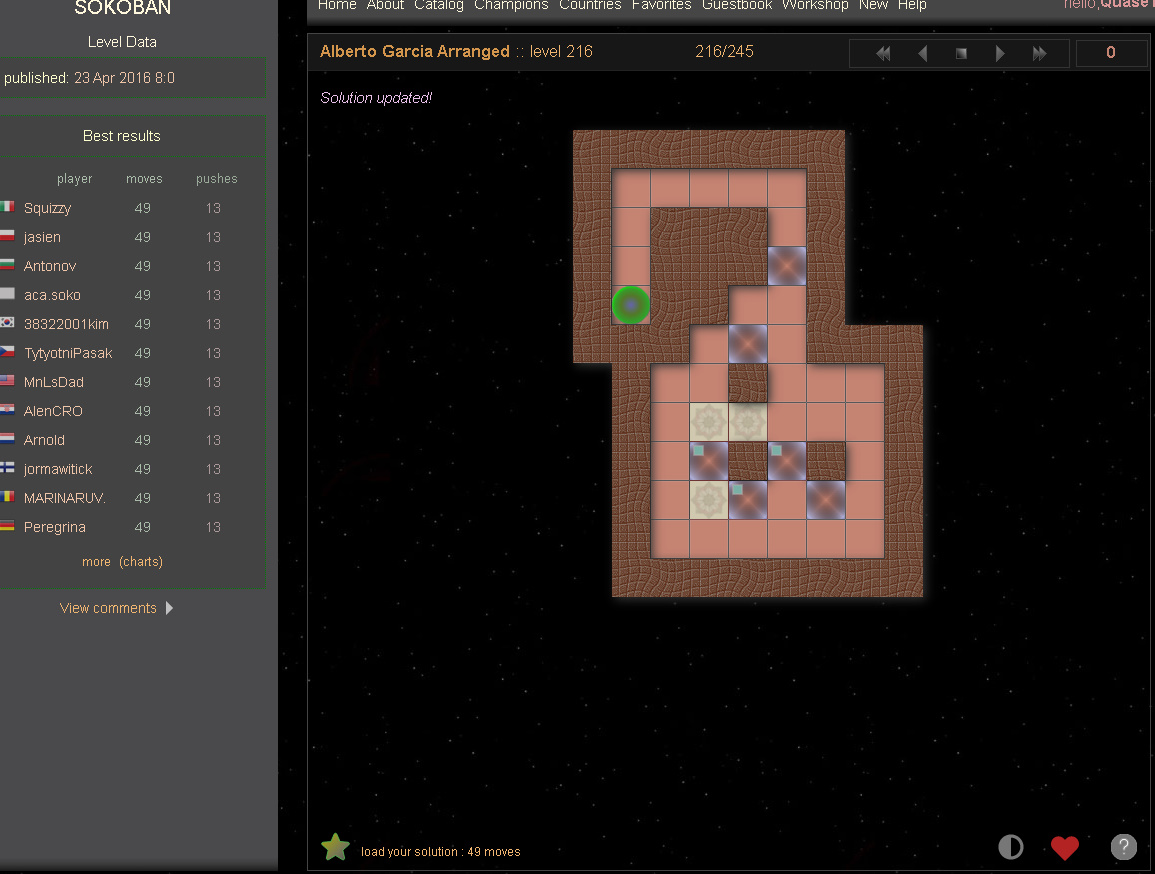 SOKOBAN
Home About Catalog Champions Countries Favorites Guestbook Workshop New Help
hello,
Level Data
published: 23 Apr 2016 8:0
Alberto Garcia Arranged :: level 216
216/245
0
Solution updated!
Best results
player moves pushes
Squizzy 49 13
jasien 49 13
Antonov 49 13
aca.soko 49 13
38322001kim 49 13
TytyotniPasak 49 13
MnLsDad 49 13
AlenCRO 49 13
Arnold 49 13
jormawitick 49 13
MARINARUV. 49 13
Peregrina 49 13
more (charts)
View comments
load your solution : 49 moves
?